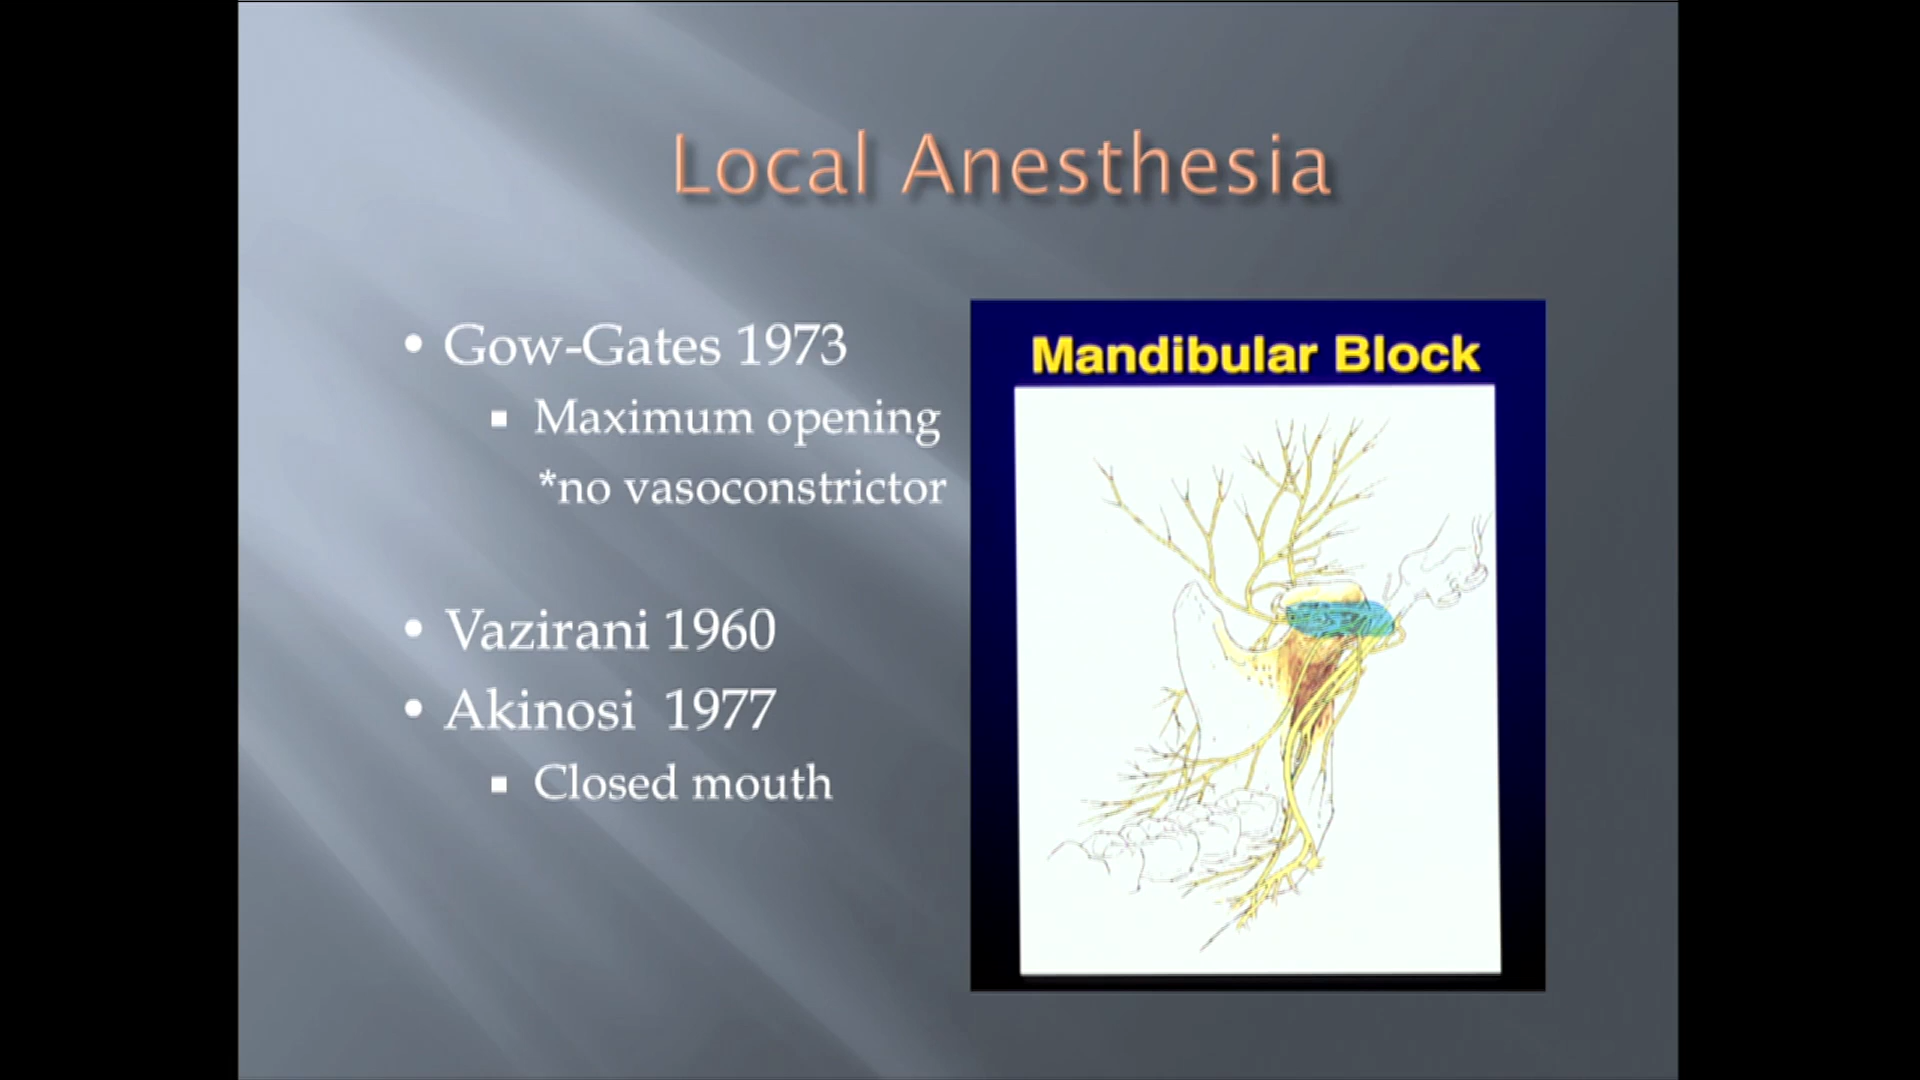 Local Anesthesia
• Gow-Gates 1973
▪ Maximum opening
*no vasoconstrictor
• Vazirani 1960
• Akinosi 1977
▪ Closed mouth
Mandibular Block